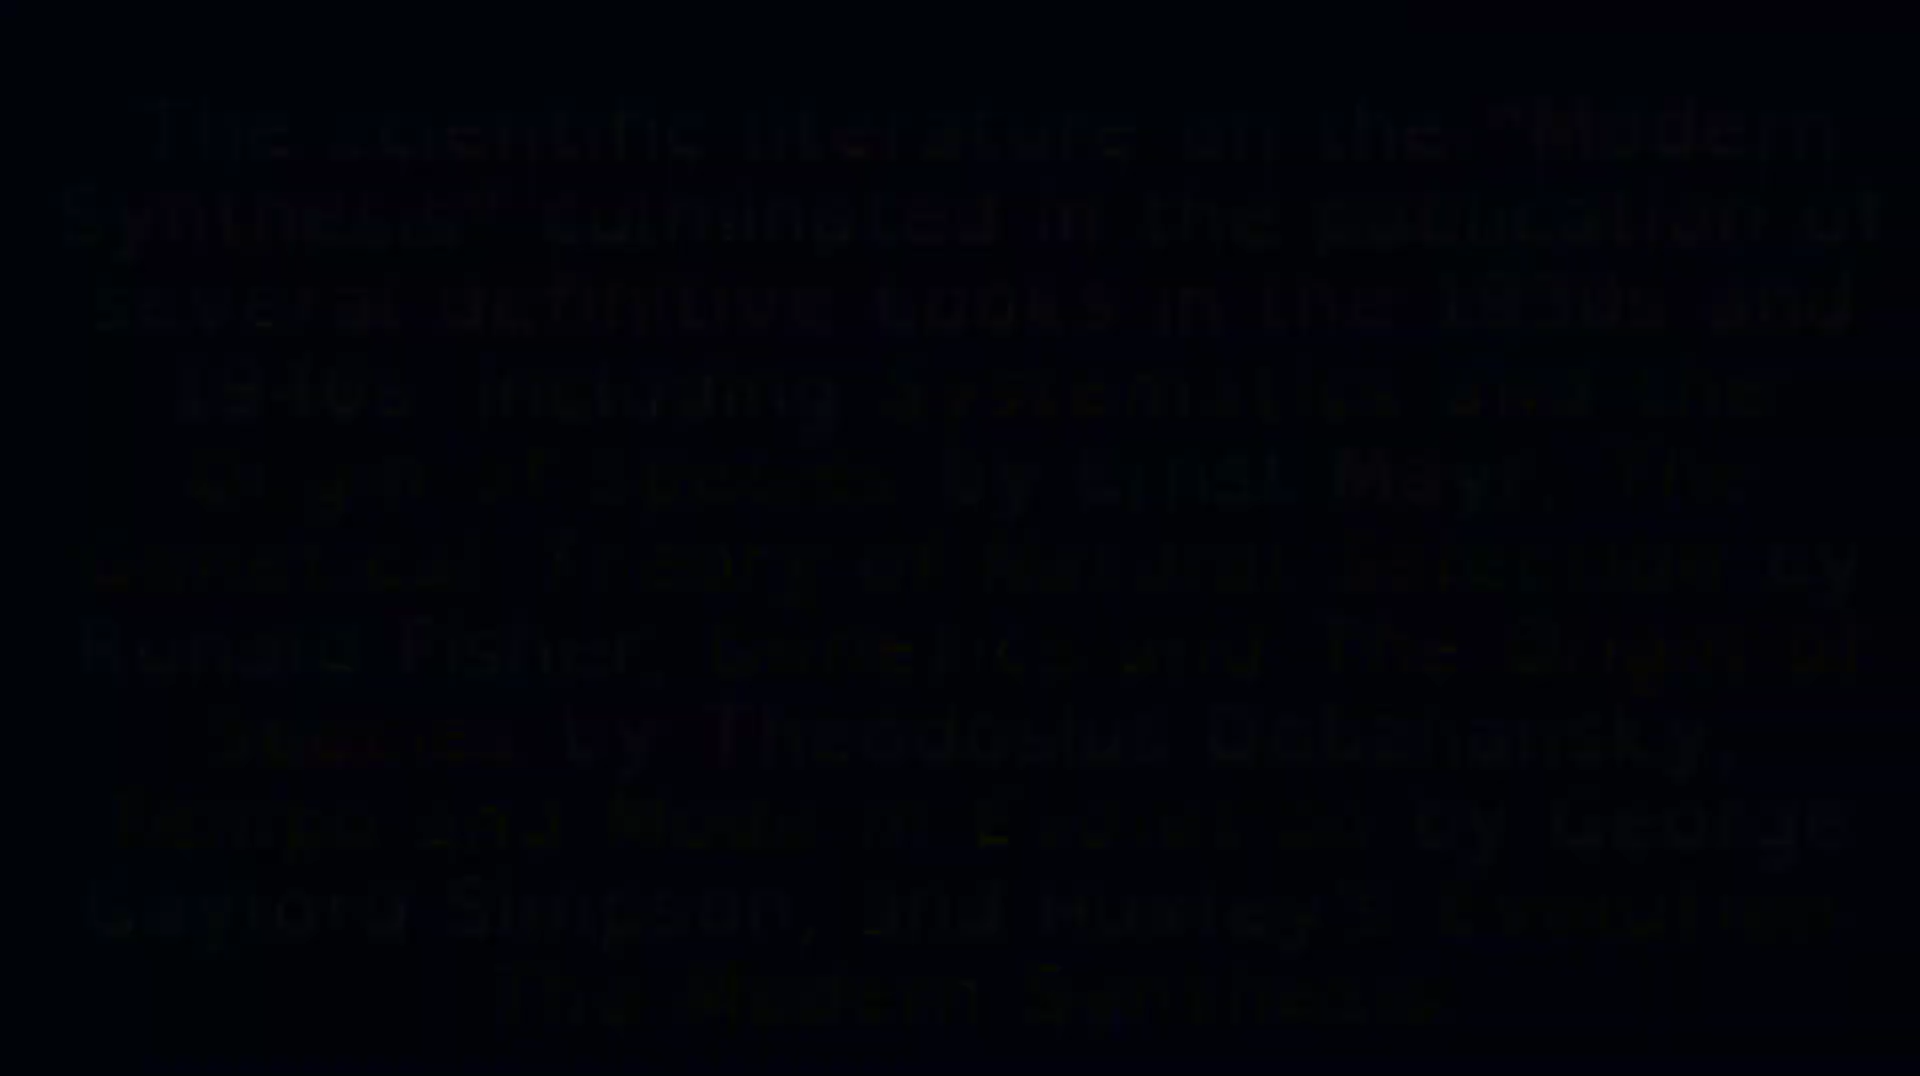 The scientific literature on the "Modern
Synthesis" culminated in the publication of
several definitive books in the 1930s and
1940s, including Systematics and the
Origin of Species by Ernst Mayr, The
Genetical Theory of Natural Selection by
Ronald Fisher, Genetics and the Origin of
Species by Theodosius Dobzhansky,
Tempo and Mode in Evolution by George
Gaylord Simpson, and Huxley's Evolution:
The Modern Synthesis